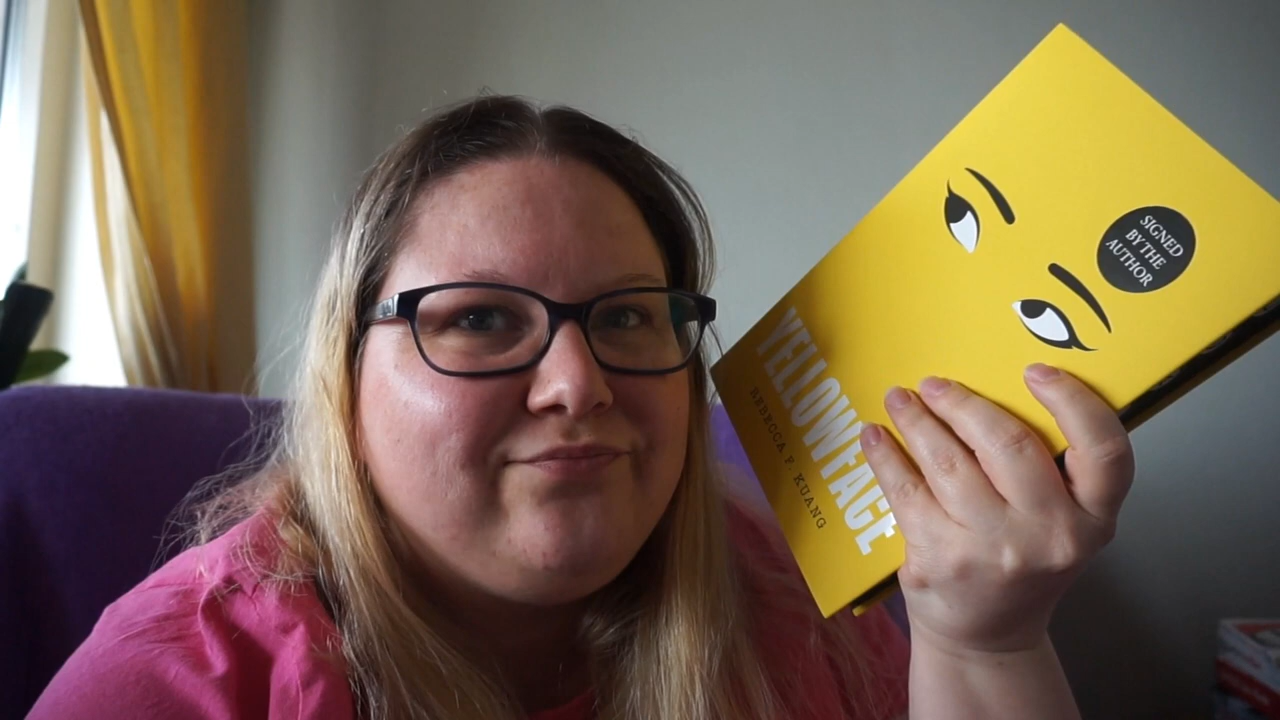 SIGNED
BY THE
AUTHOR
YELLOWFACE
REBECCA F. KUANG